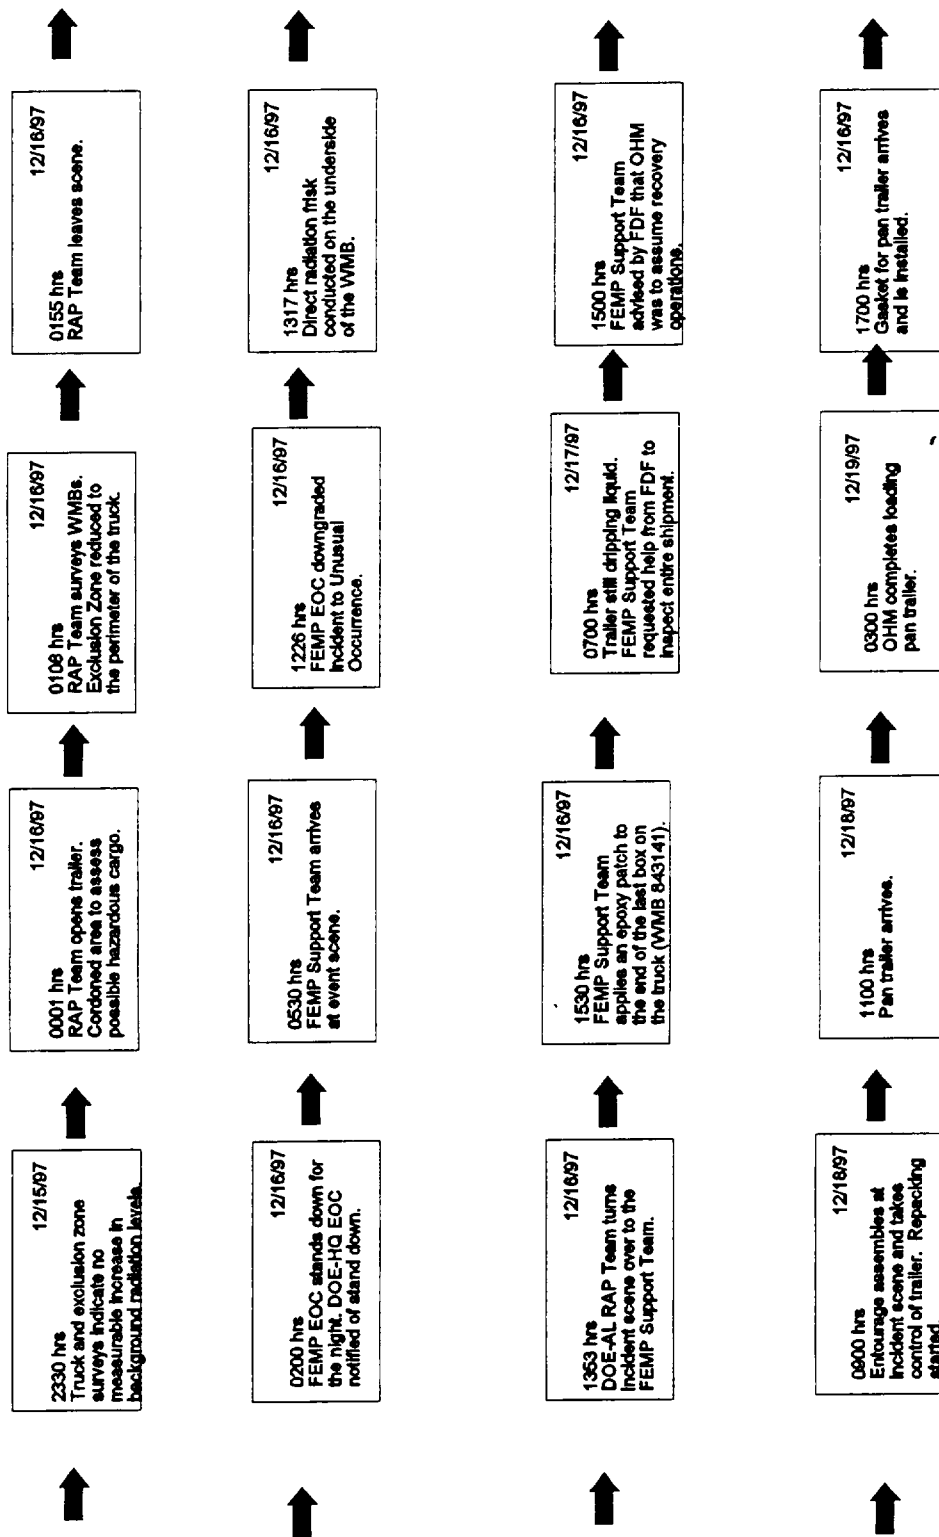 12/15/97
2330 hrs
Truck and exclusion zone
surveys indicate no
measurable increase in
background radiation levels.
12/16/97
0001 hrs
RAP Team opens trailer.
Cordoned area to assess
possible hazardous cargo.
12/16/97
0108 hrs
RAP Team surveys WMBs.
Exclusion Zone reduced to
the perimeter of the truck.
12/16/97
0155 hrs
RAP Team leaves scene.
12/16/97
0200 hrs
FEMP EOC stands down for
the night. DOE-HQ EOC
notified of stand down.
12/16/97
0530 hrs
FEMP Support Team arrives
at event scene.
12/16/97
1226 hrs
FEMP EOC downgraded
Incident to Unusual
Occurrence.
12/16/97
1317 hrs
Direct radiation frisk
conducted on the underside
of the WMB.
12/16/97
1353 hrs
DOE-AL RAP Team turns
Incident scene over to the
FEMP Support Team.
12/16/97
1530 hrs
FEMP Support Team
applies an epoxy patch to
the end of the last box on
the truck (WMB 843141).
12/17/97
0700 hrs
Trailer still dripping liquid.
FEMP Support Team
requested help from FDF to
inspect entire shipment.
12/16/97
1500 hrs
FEMP Support Team
advised by FDF that OHM
was to assume recovery
operations.
12/18/97
0900 hrs
Entourage assembles at
Incident scene and takes
control of trailer. Repacking
started.
12/18/97
1100 hrs
Pan trailer arrives.
12/19/97
0300 hrs
OHM completes loading
pan trailer.
12/16/97
1700 hrs
Gasket for pan trailer arrives
and is installed.